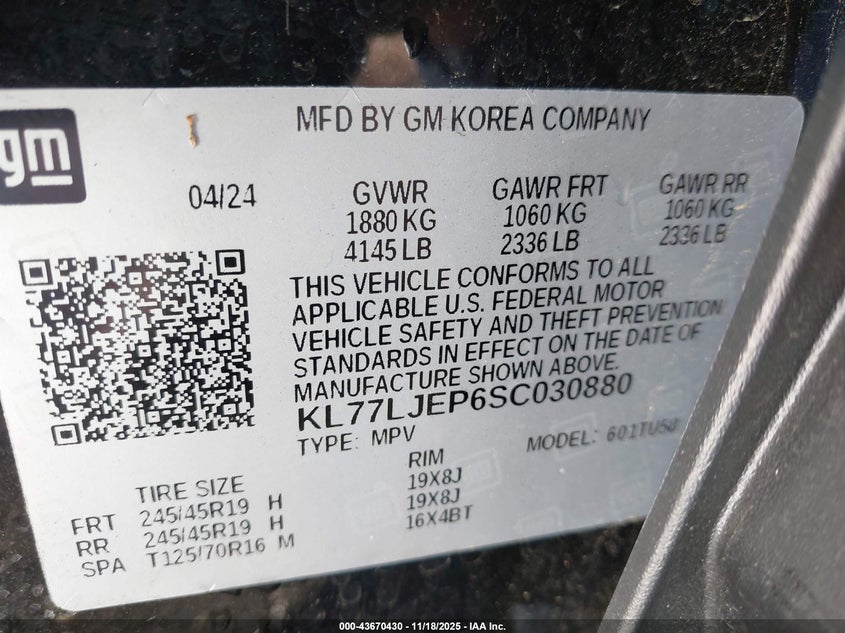 gm
MFD BY GM KOREA COMPANY
04/24
GVWR
1880 KG
4145 LB
GAWR FRT
1060 KG
2336 LB
GAWR RR
1060 KG
2336 LB
THIS VEHICLE CONFORMS TO ALL
APPLICABLE U.S. FEDERAL MOTOR
VEHICLE SAFETY AND THEFT PREVENTION
STANDARDS IN EFFECT ON THE DATE OF
MANUFACTURE SHOWN ABOVE.
KL77LJEP6SC030880
TYPE: MPV
MODEL:
TIRE SIZE
RIM
FRT 245/45R19 H 19X8J
RR 245/45R19 H 19X8J
SPA T125/70R16 M 16X4BT
000-43670430 - 11/18/2025 - IAA Inc.